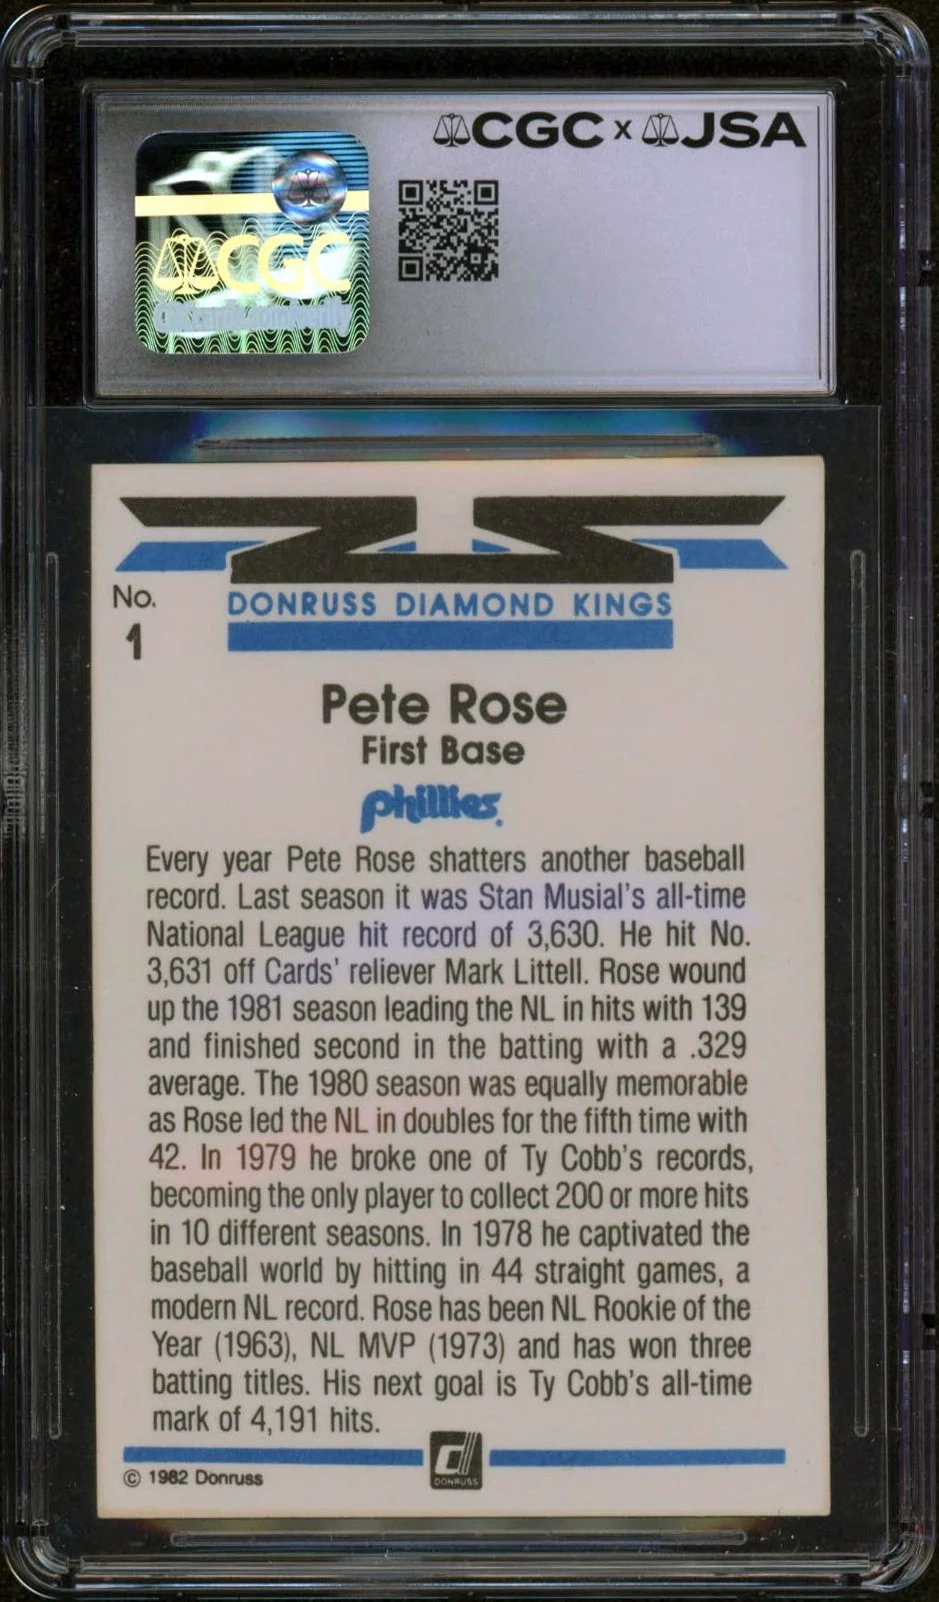 CGC x JSA
CGC
No.
1
DONRUSS DIAMOND KINGS
Pete Rose
First Base
phillies
Every year Pete Rose shatters another baseball
record. Last season it was Stan Musial's all-time
National League hit record of 3,630. He hit No.
3,631 off Cards' reliever Mark Littell. Rose wound
up the 1981 season leading the NL in hits with 139
and finished second in the batting with a .329
average. The 1980 season was equally memorable
as Rose led the NL in doubles for the fifth time with
42. In 1979 he broke one of Ty Cobb's records,
becoming the only player to collect 200 or more hits
in 10 different seasons. In 1978 he captivated the
baseball world by hitting in 44 straight games, a
modern NL record. Rose has been NL Rookie of the
Year (1963), NL MVP (1973) and has won three
batting titles. His next goal is Ty Cobb's all-time
mark of 4,191 hits.
© 1982 Donruss
DONRUSS